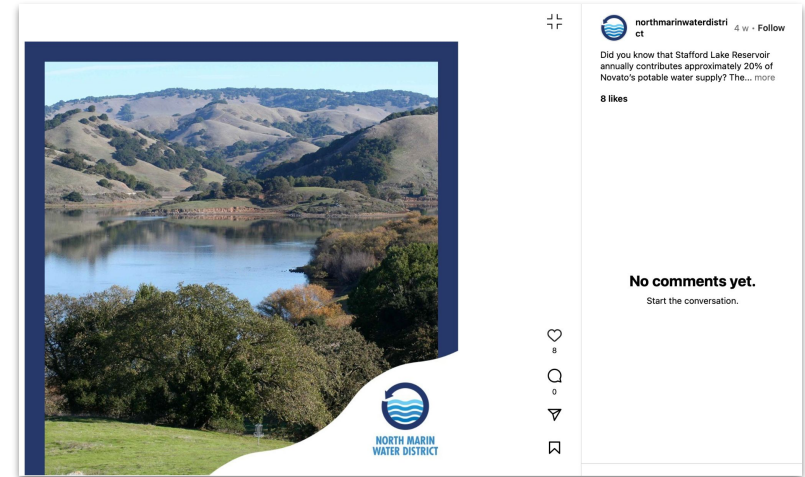 NORTH MARIN
WATER DISTRICT
8
0
northmarinwaterdistri
ct
4 w · Follow
Did you know that Stafford Lake Reservoir
annually contributes approximately 20% of
Novato's potable water supply? The... more
8 likes
No comments yet.
Start the conversation.